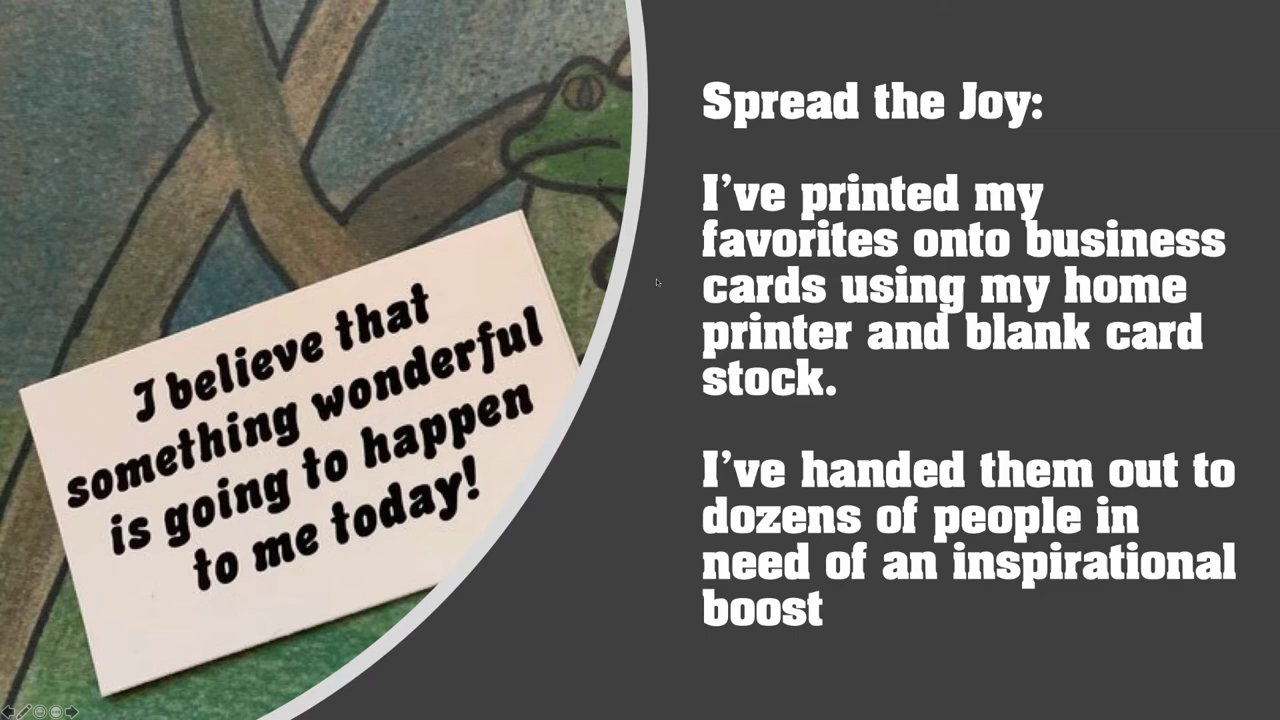 I believe that
something wonderful
is going to happen
to me today!
Spread the Joy:
I've printed my
favorites onto business
cards using my home
printer and blank card
stock.
I've handed them out to
dozens of people in
need of an inspirational
boost